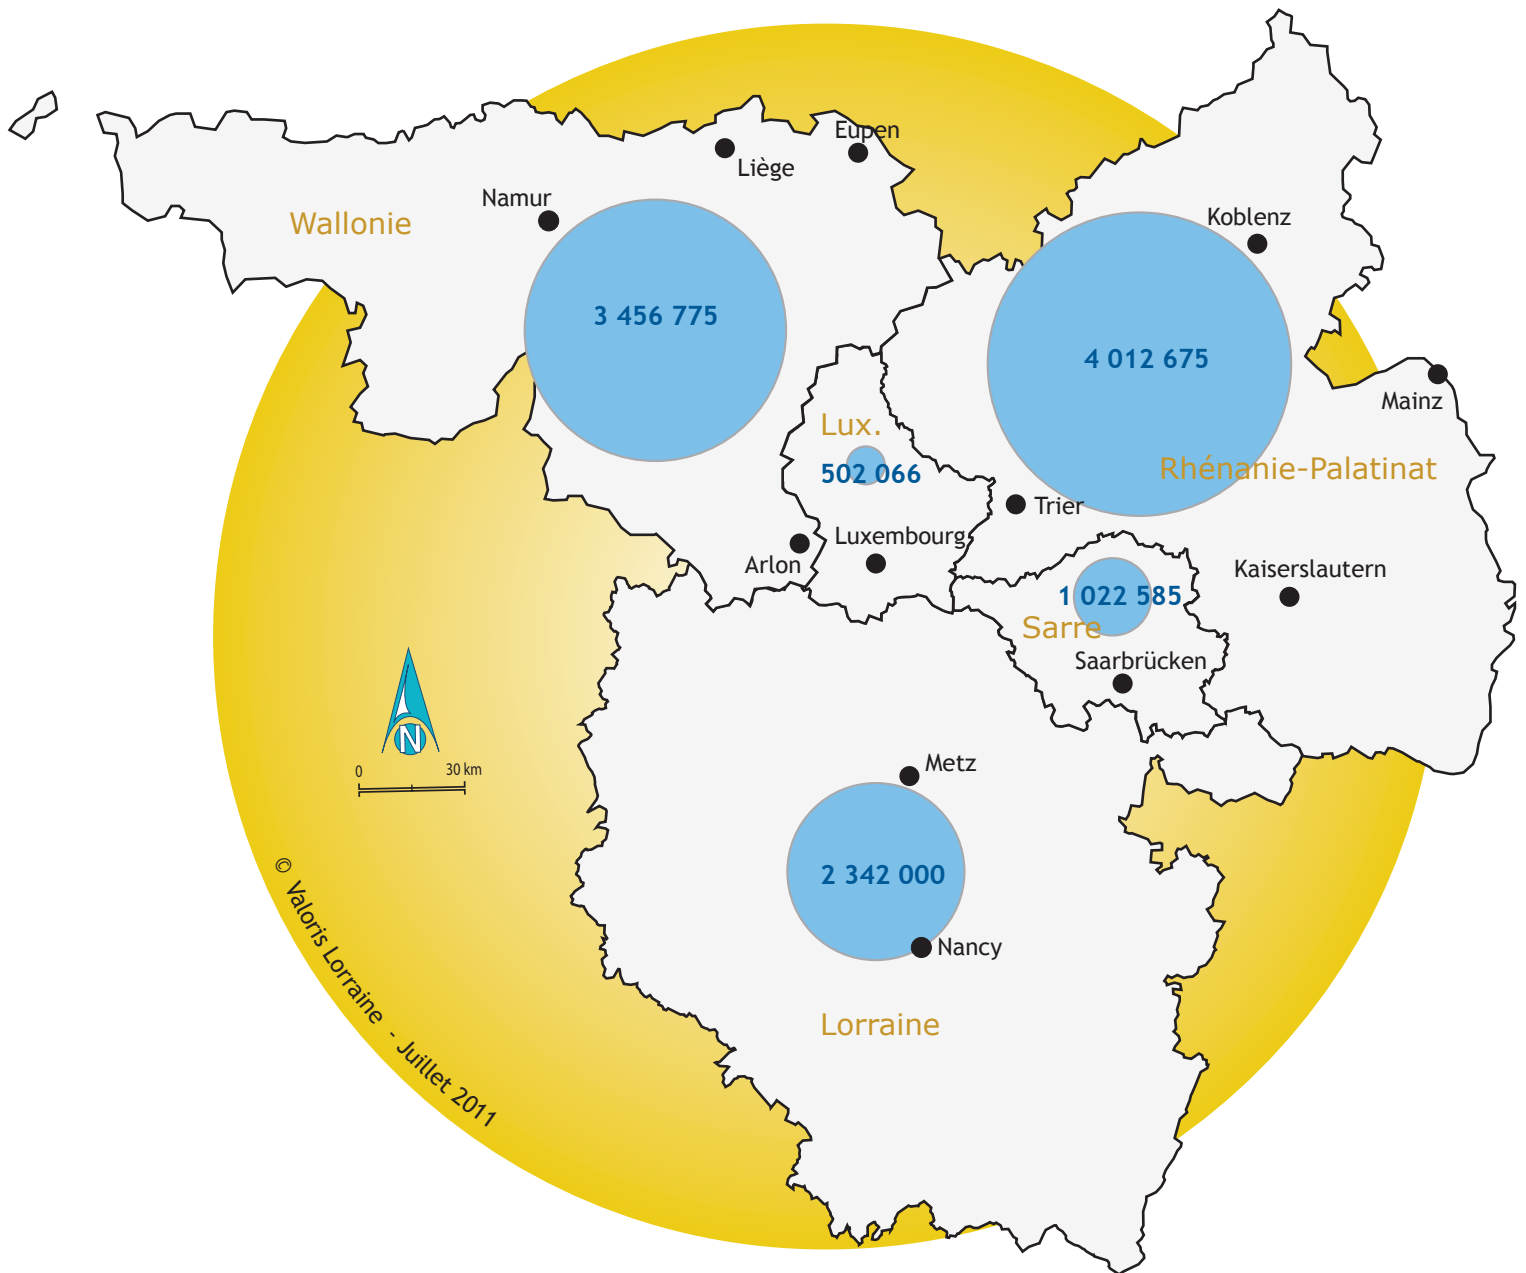 Eupen
Liège
Namur
Wallonie
Koblenz
3 456 775
4 012 675
Mainz
Lux.
502 066
Rhénanie-Palatinat
Trier
Luxembourg
Arlon
Kaiserslautern
1 022 585
Sarre
Saarbrücken
N
0 30 km
Metz
2 342 000
Nancy
Lorraine
© Valoris Lorraine - Juillet 2011